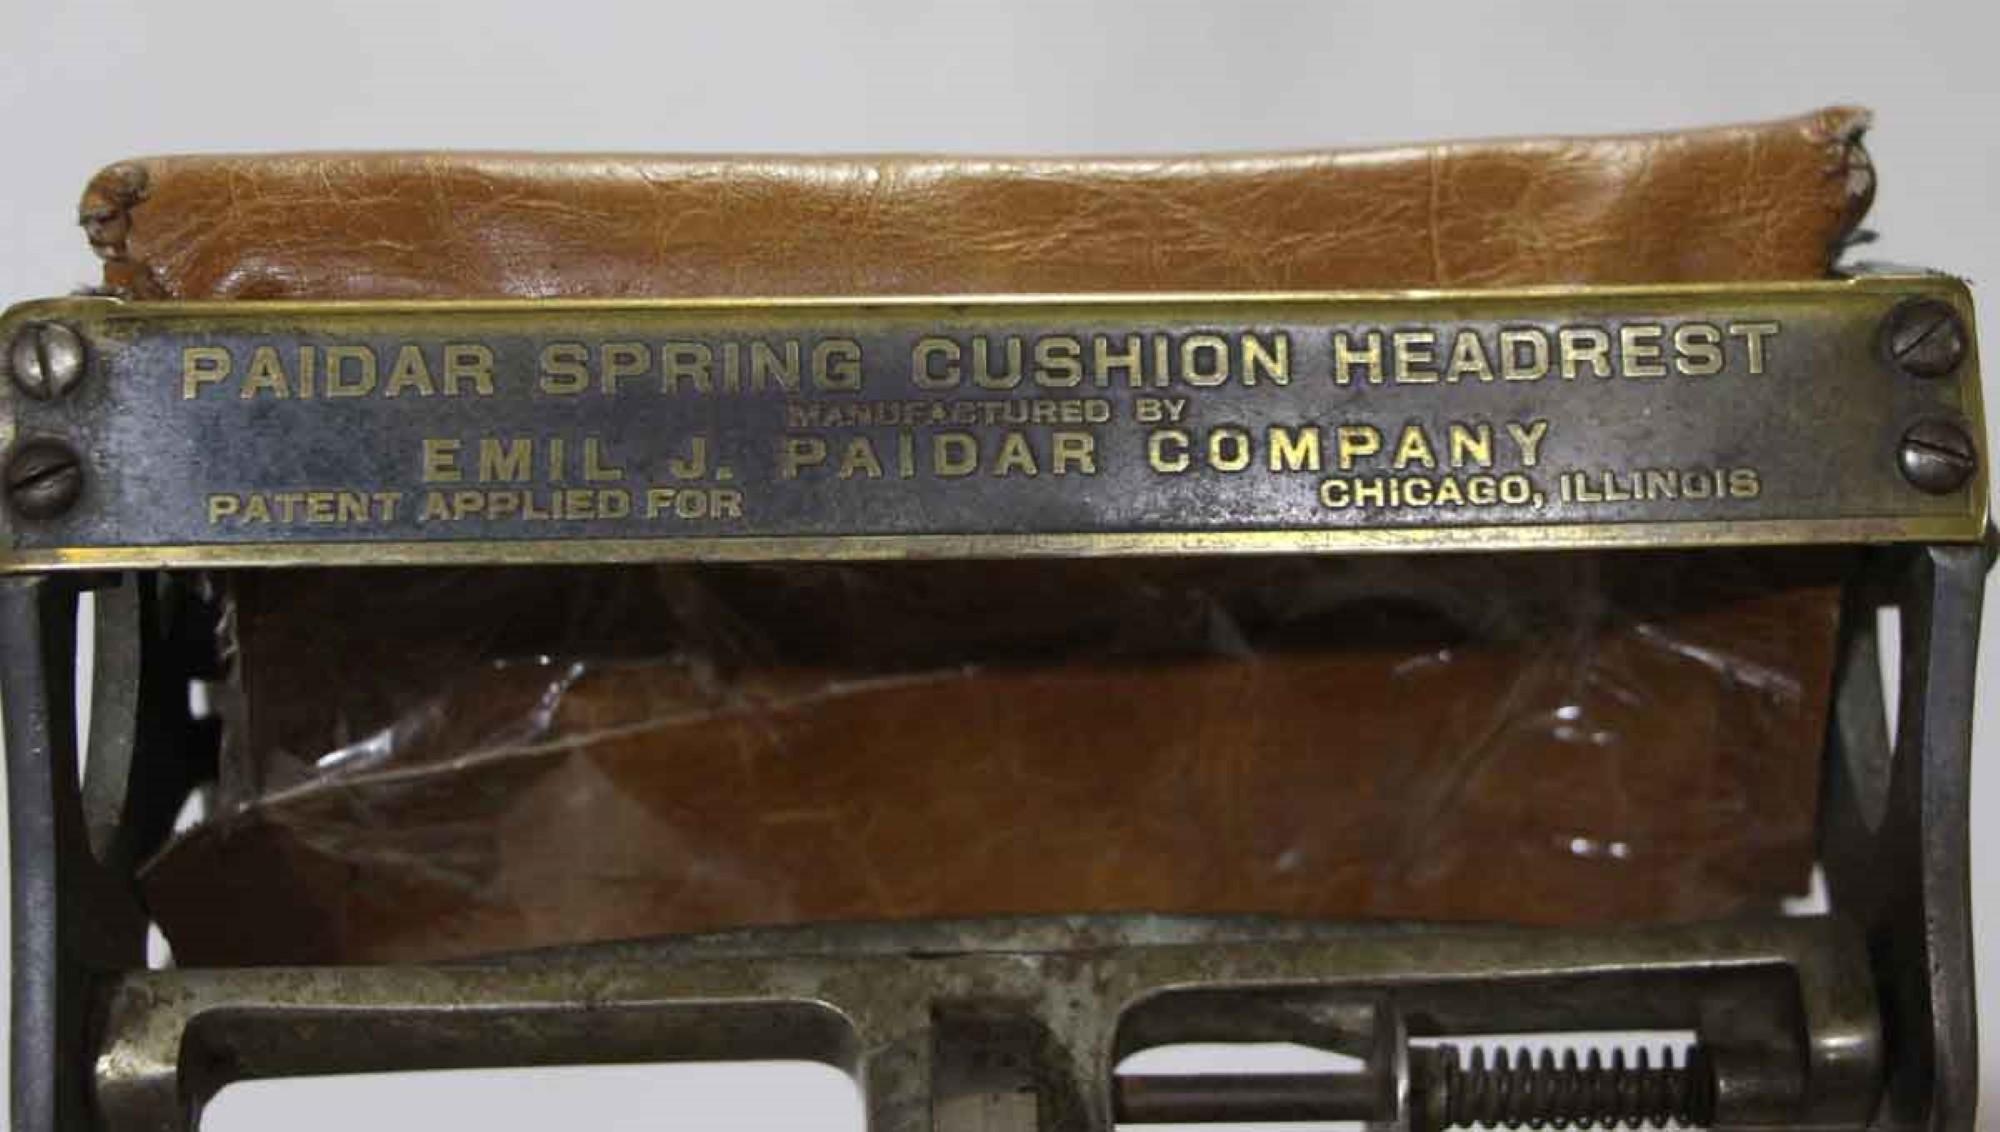 PAIDAR SPRING CUSHION HEADREST
MANUFACTURED BY
EMIL J. PAIDAR COMPANY
PATENT APPLIED FOR CHICAGO, ILLINOIS